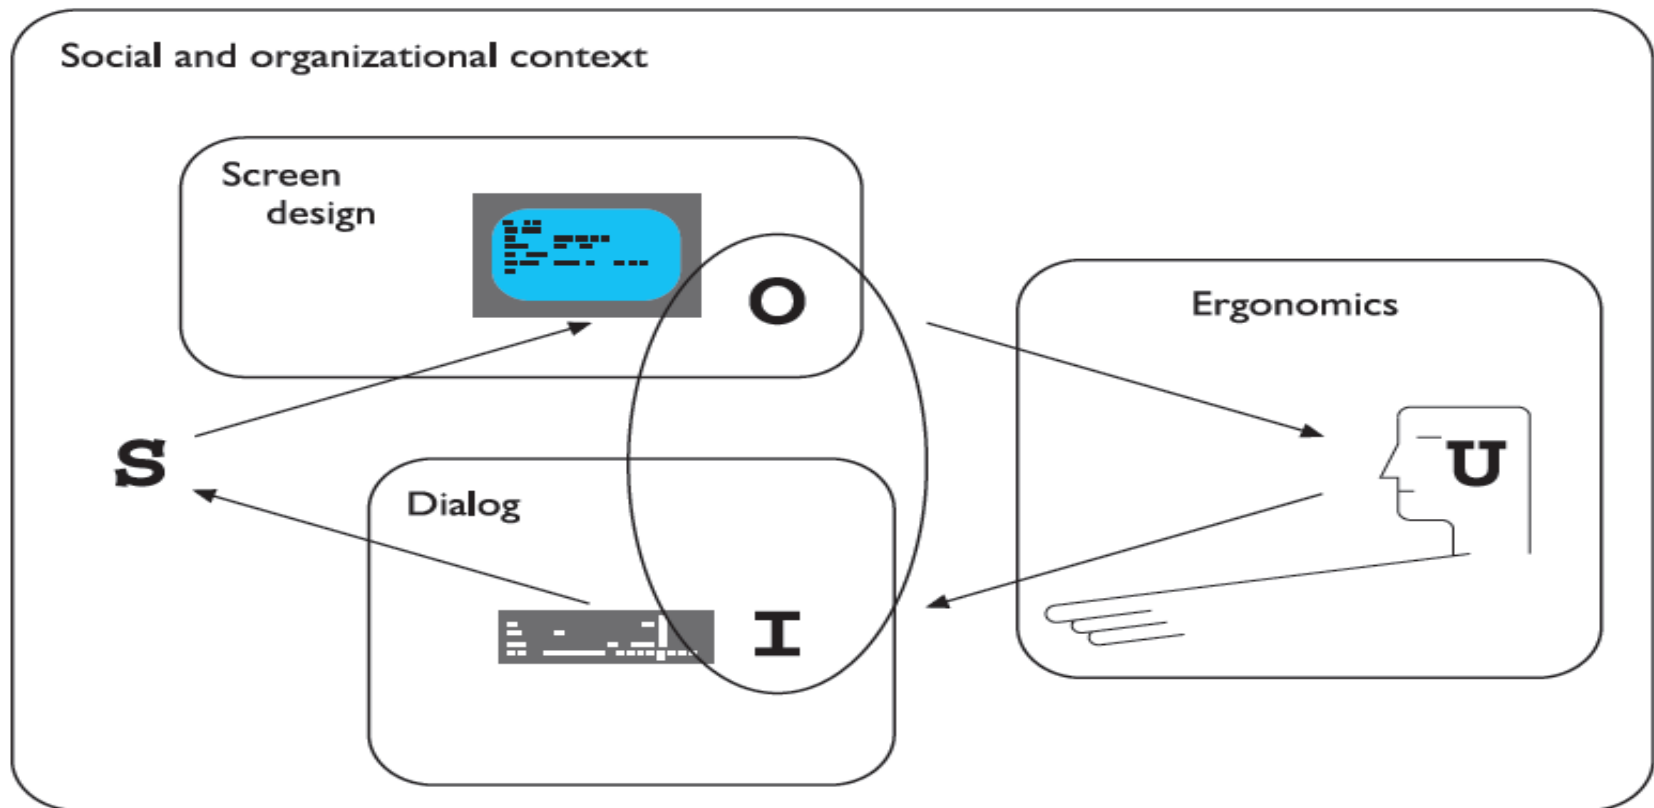 Social and organizational context
Screen
design
O
Ergonomics
S
U
Dialog
I